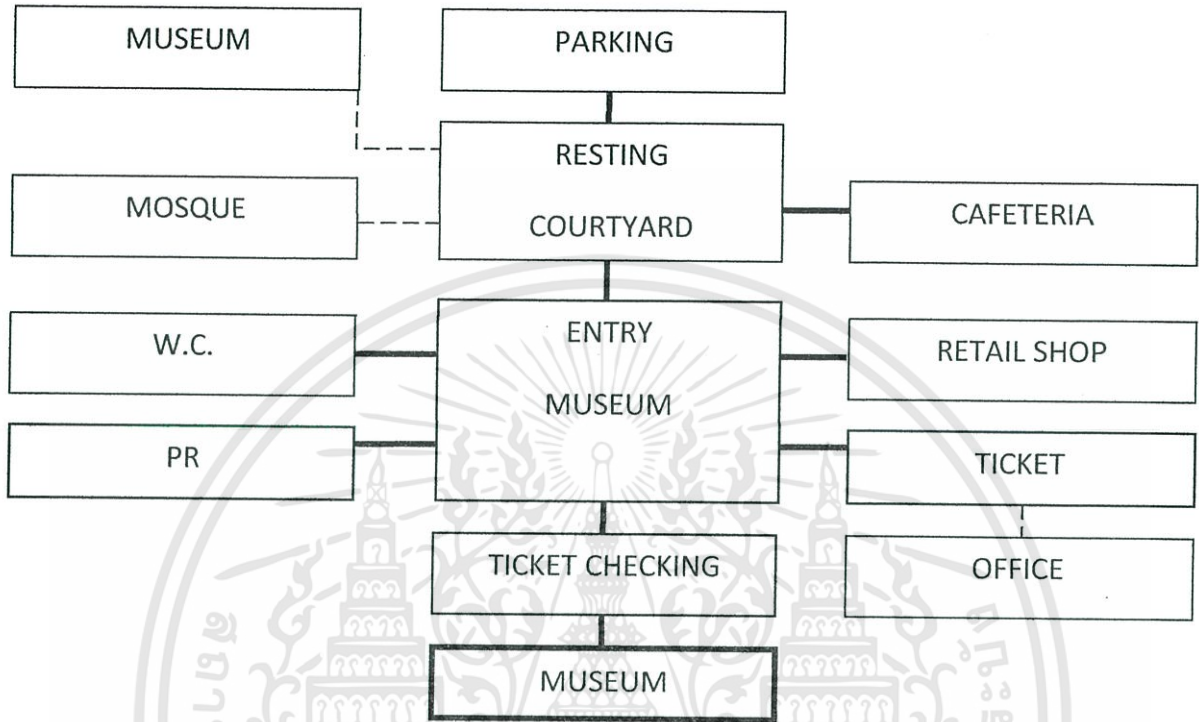 MUSEUM
PARKING
RESTING
COURTYARD
MOSQUE
CAFETERIA
ENTRY
MUSEUM
W.C.
RETAIL SHOP
PR
TICKET
TICKET CHECKING
OFFICE
MUSEUM